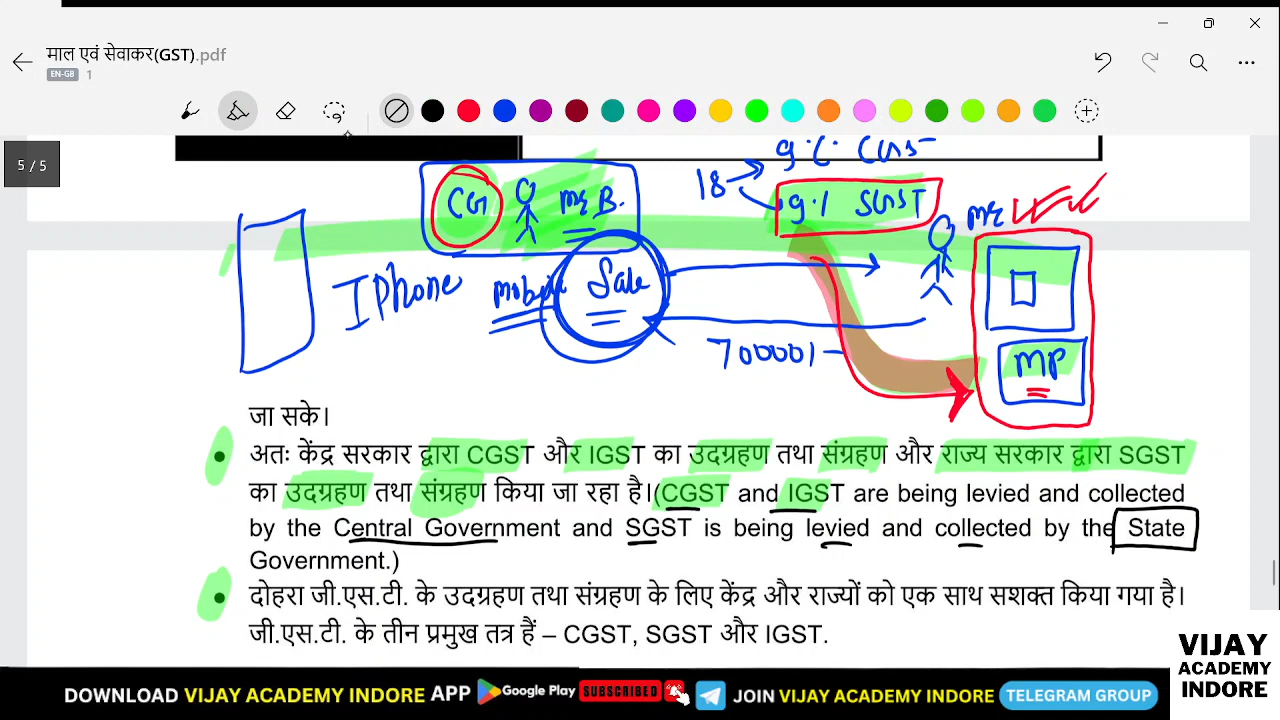 माल एवं सेवाकर(GST).pdf
EN-GB 1
5 / 5
9.% CGST
18
CG Mr B. 9.1 SGST
Mr
IPhone mobile Sale
700001
MP
जा सके।
• अतः केंद्र सरकार द्वारा CGST और IGST का उदग्रहण तथा संग्रहण और राज्य सरकार द्वारा SGST
का उदग्रहण तथा संग्रहण किया जा रहा है।(CGST and IGST are being levied and collected
by the Central Government and SGST is being levied and collected by the State
Government.)
• दोहरा जी.एस.टी. के उदग्रहण तथा संग्रहण के लिए केंद्र और राज्यों को एक साथ सशक्त किया गया है।
जी.एस.टी. के तीन प्रमुख तत्र हैं – CGST, SGST और IGST.
VIJAY
ACADEMY
INDORE
DOWNLOAD VIJAY ACADEMY INDORE APP Google Play SUBSCRIBED JOIN VIJAY ACADEMY INDORE TELEGRAM GROUP